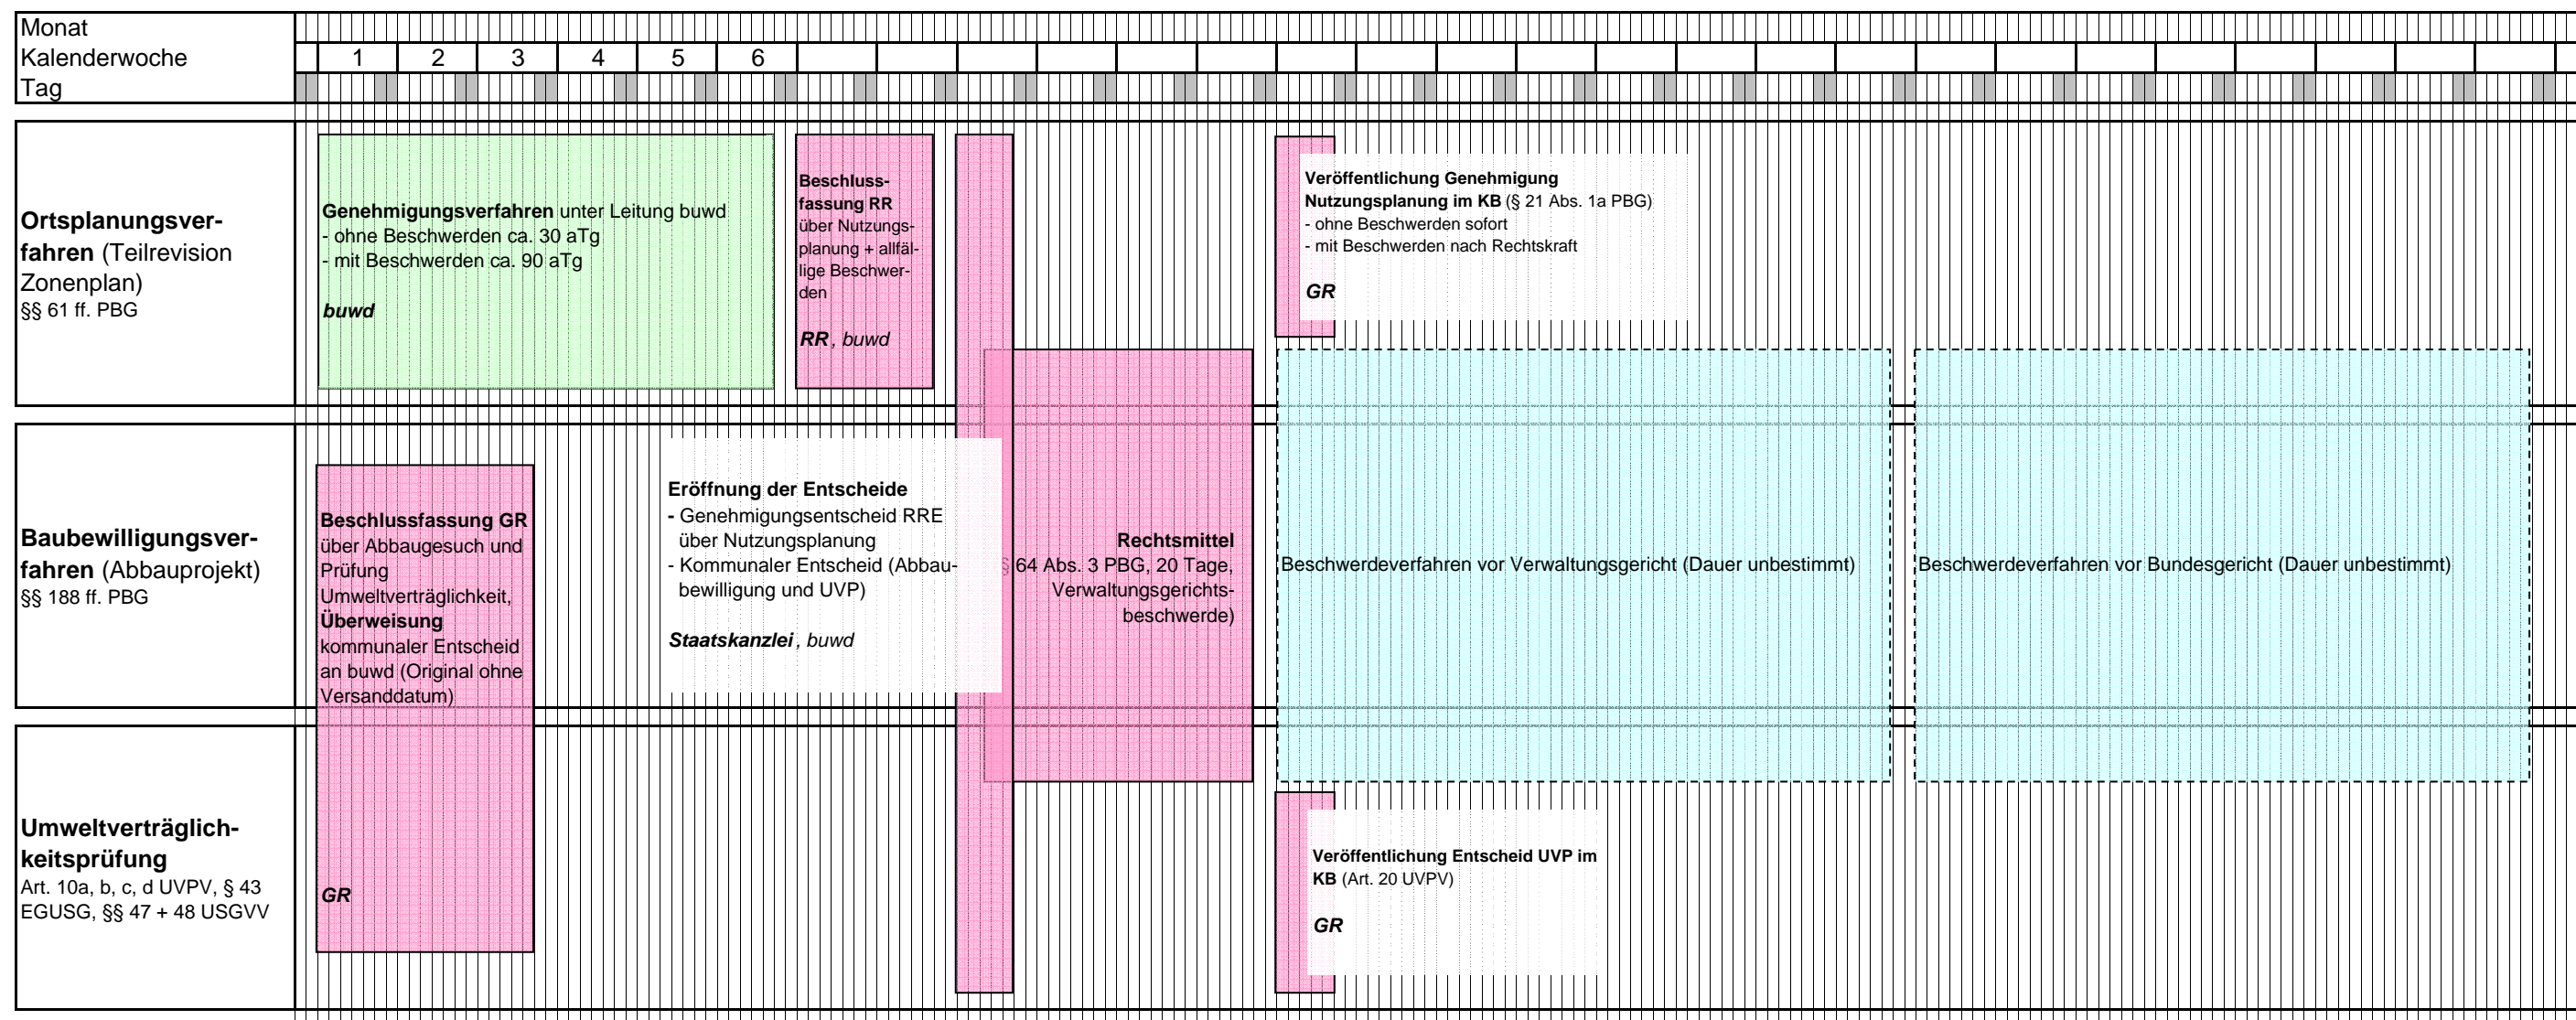 Monat
Kalenderwoche
1 2 3 4 5 6
Tag
Ortsplanungsver-
fahren (Teilrevision
Zonenplan)
§§ 61 ff. PBG
Genehmigungsverfahren unter Leitung buwd
- ohne Beschwerden ca. 30 aTg
- mit Beschwerden ca. 90 aTg
buwd
Beschluss-
fassung RR
über Nutzungs-
planung + allfäl-
lige Beschwer-
den
RR, buwd
Veröffentlichung Genehmigung
Nutzungsplanung im KB (§ 21 Abs. 1a PBG)
- ohne Beschwerden sofort
- mit Beschwerden nach Rechtskraft
GR
Baubewilligungsver-
fahren (Abbauprojekt)
§§ 188 ff. PBG
Beschlussfassung GR
über Abbaugesuch und
Prüfung
Umweltverträglichkeit,
Überweisung
kommunaler Entscheid
an buwd (Original ohne
Versanddatum)
GR
Eröffnung der Entscheide
- Genehmigungsentscheid RRE
über Nutzungsplanung
- Kommunaler Entscheid (Abbau-
bewilligung und UVP)
Staatskanzlei, buwd
Rechtsmittel
§ 64 Abs. 3 PBG, 20 Tage,
Verwaltungsgerichts-
beschwerde)
Beschwerdeverfahren vor Verwaltungsgericht (Dauer unbestimmt)
Beschwerdeverfahren vor Bundesgericht (Dauer unbestimmt)
Umweltverträglich-
keitsprüfung
Art. 10a, b, c, d UVPV, § 43
EGUSG, §§ 47 + 48 USGVV
Veröffentlichung Entscheid UVP im
KB (Art. 20 UVPV)
GR